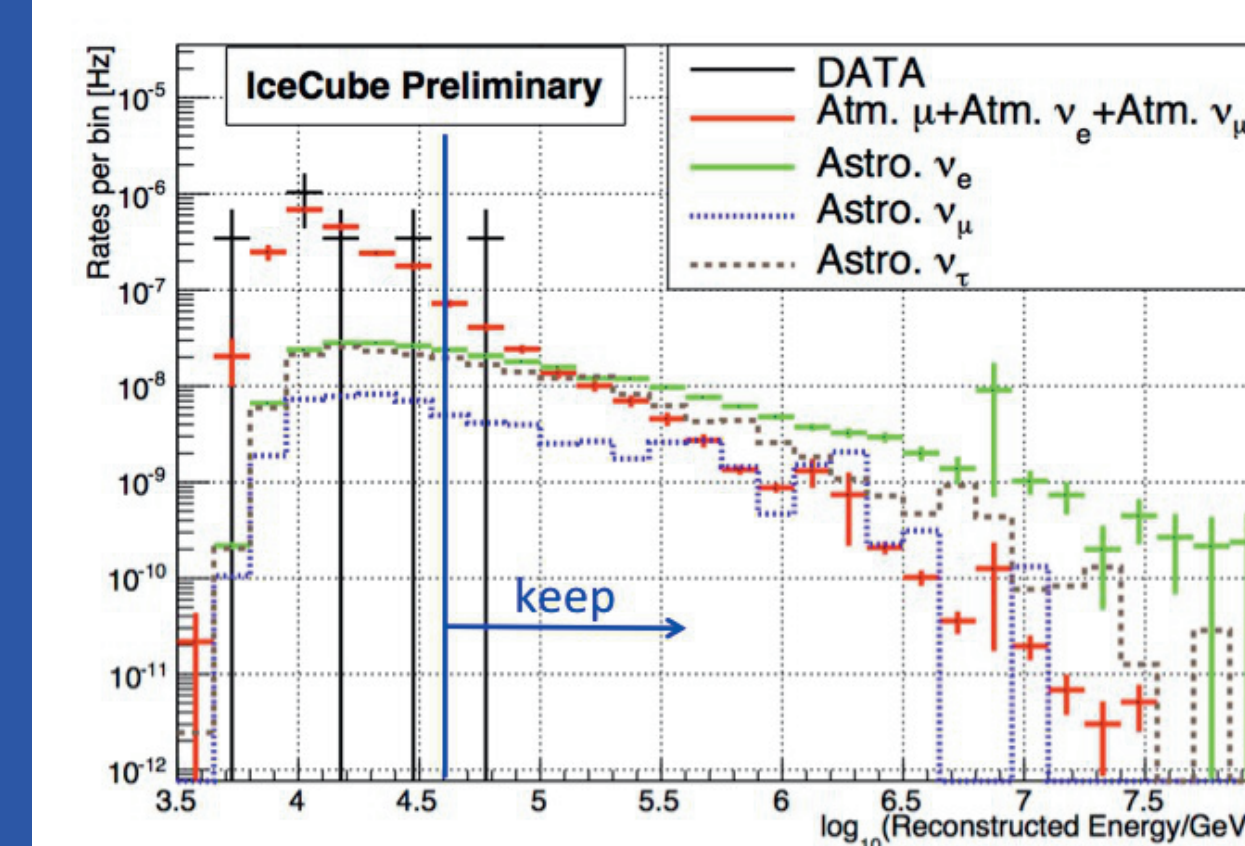 IceCube Preliminary
DATA
Atm. μ+Atm. νe+Atm. νμ
Astro. νe
Astro. νμ
Astro. ντ
Rates per bin [Hz]
10-5
10-6
10-7
10-8
10-9
10-10
10-11
10-12
keep
3.5 4 4.5 5 5.5 6 6.5 7 7.5
log10(Reconstructed Energy/GeV